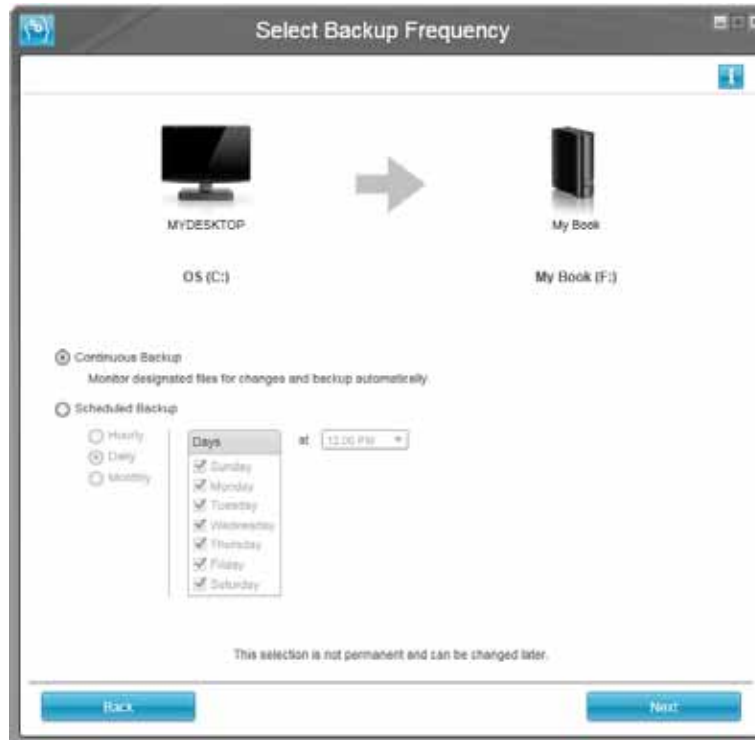 Select Backup Frequency
MYDESKTOP
My Book
OS (C:)
My Book (F:)
Continuous Backup
Monitor designated files for changes and backup automatically
Scheduled Backup
Hourly
Daily
Monthly
Days
at 12:00 PM
Sunday
Monday
Tuesday
Wednesday
Thursday
Friday
Saturday
This selection is not permanent and can be changed later.
Back
Next